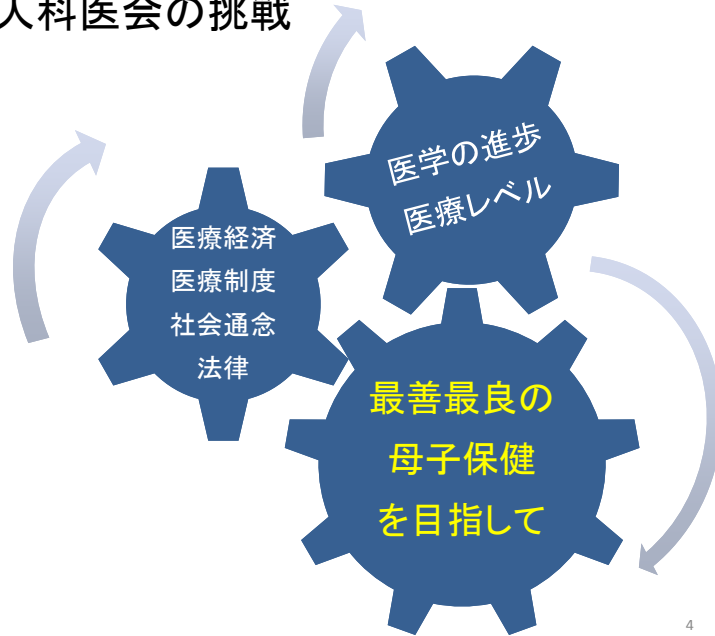 人科医会の挑戦
医学の進歩
医療レベル
医療経済
医療制度
社会通念
法律
最善最良の
母子保健
を目指して
4